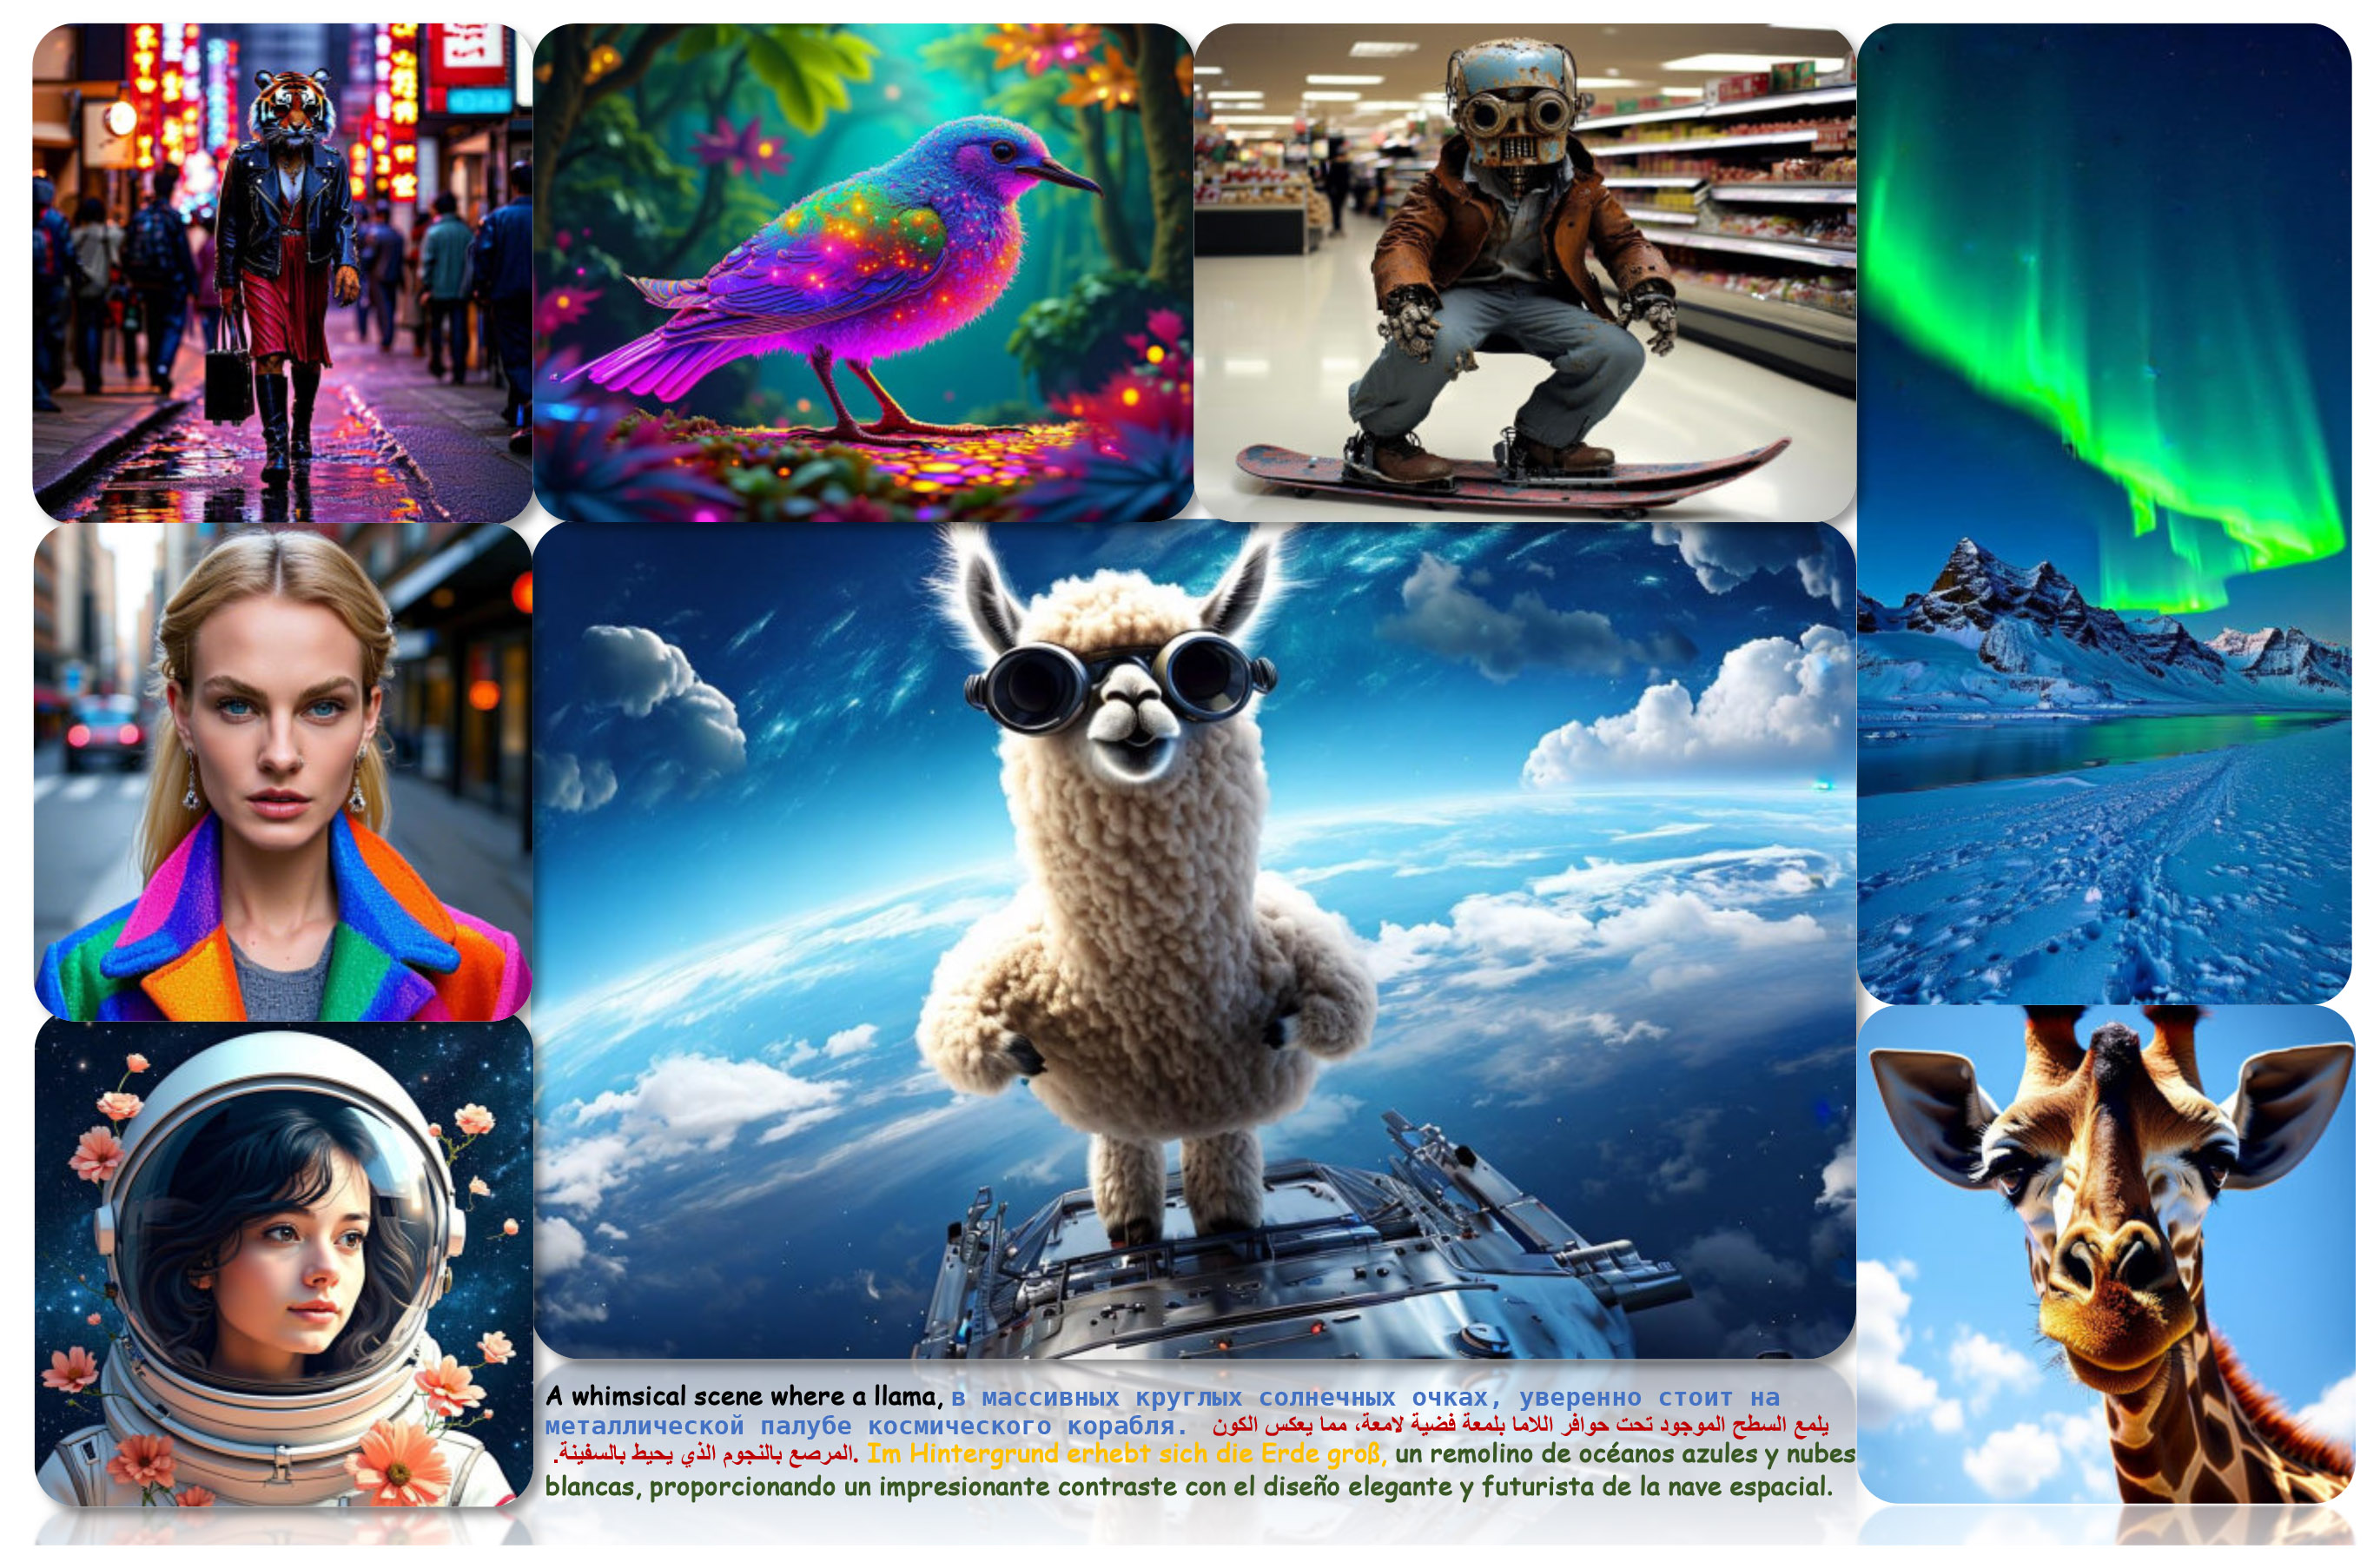 A whimsical scene where a llama, в массивных круглых солнечных очках, уверенно стоит на
металлической палубе космического корабля. يلمع السطح الموجود تحت حوافر اللاما بلمعة فضية لامعة، مما يعكس الكون
المرصع بالنجوم الذي يحيط بالسفينة. Im Hintergrund erhebt sich die Erde groß, un remolino de océanos azules y nubes
blancas, proporcionando un impresionante contraste con el diseño elegante y futurista de la nave espacial.